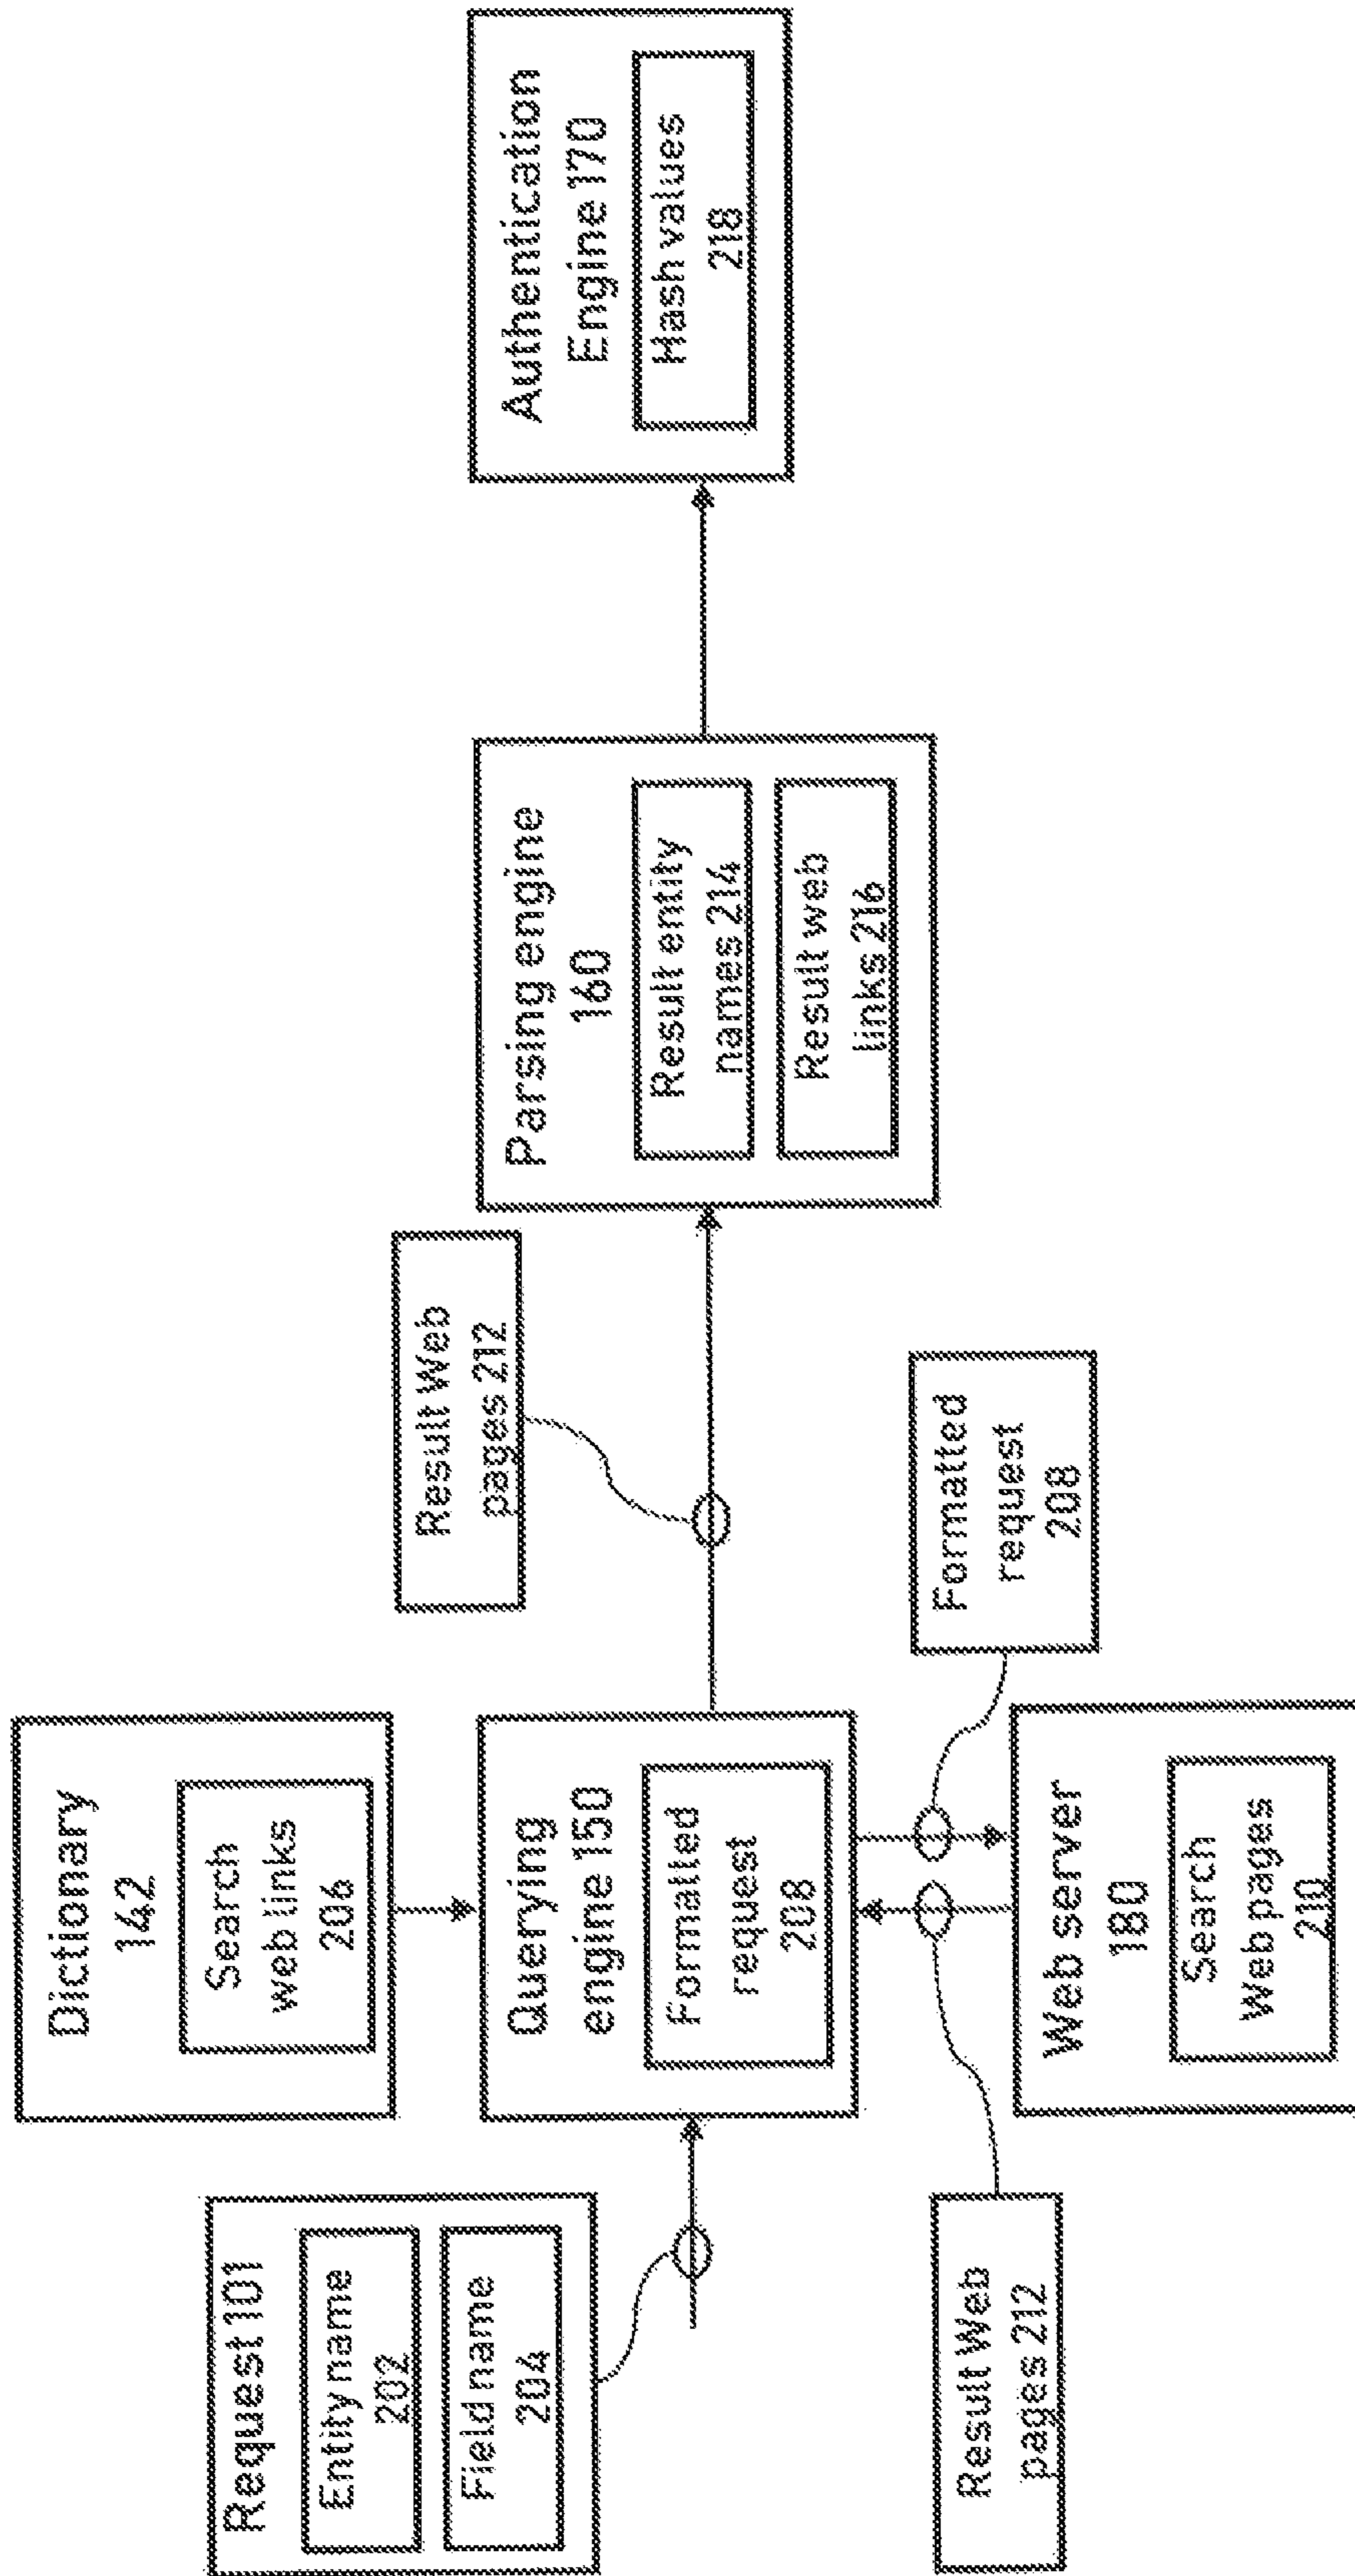 Request 101
Entity name
202
Field name
204
Dictionary
142
Search
web links
206
Querying
engine 150
Formatted
request
208
Result Web
pages 212
Web server
180
Search
Web pages
210
Formatted
request
208
Result Web
pages 212
Parsing engine
160
Result entity
names 214
Result web
links 216
Authentication
Engine 170
Hash values
218